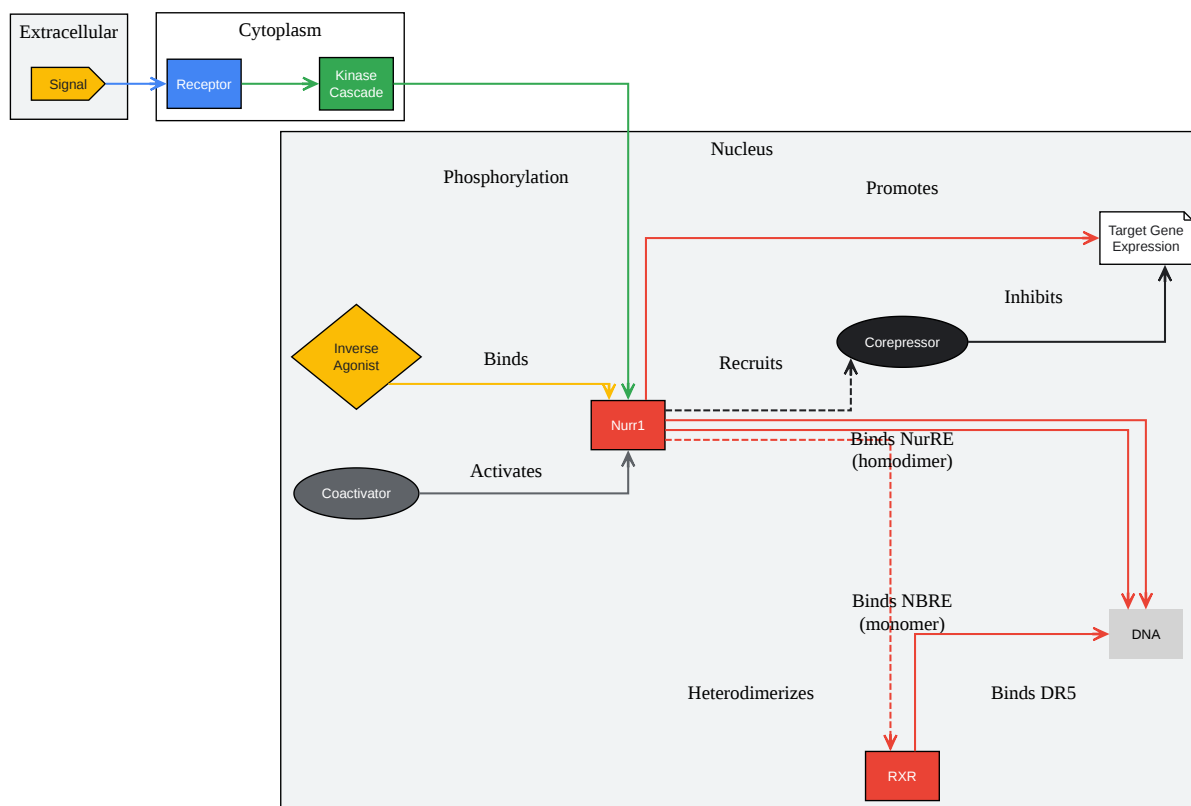 Extracellular
Cytoplasm
Signal
Receptor
Kinase
Cascade
Nucleus
Phosphorylation
Promotes
Target Gene
Expression
Inhibits
Inverse
Agonist
Binds
Recruits
Corepressor
Nurr1
Binds NurRE
(homodimer)
Activates
Coactivator
Binds NBRE
(monomer)
DNA
Heterodimerizes
Binds DR5
RXR